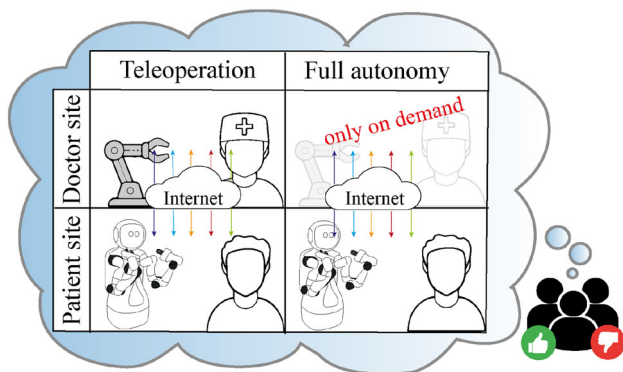 Teleoperation
Full autonomy
Doctor site
only on demand
Internet
Internet
Patient site